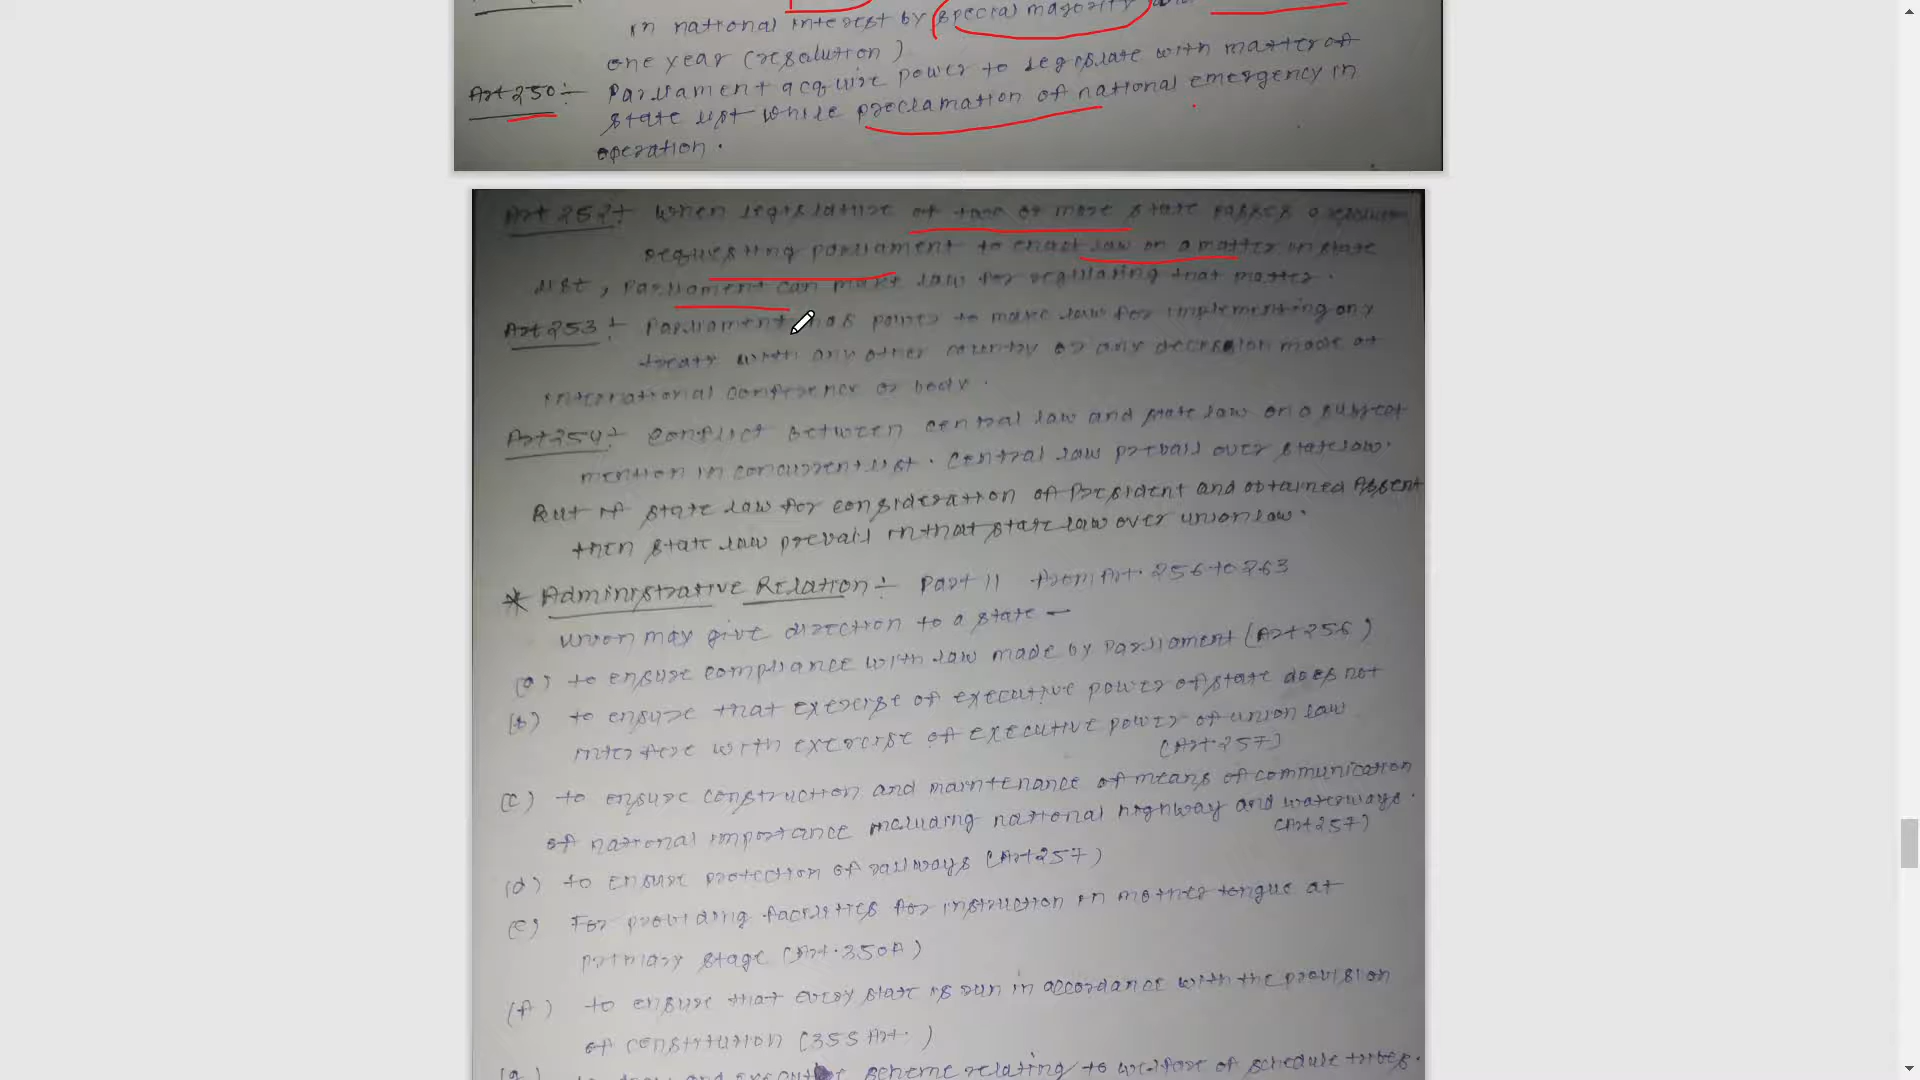 in national interest by special majority
one year (resolution)
Art 250 :- Parliament acquire power to legislate with matter of
state list while proclamation of national emergency in
operation.
Art 252 :- When legislative of two or more state passes a resolution
requesting parliament to enact law on a matter in state
list, parliament can make law for regulating that matter.
Art 253 :- Parliament has power to make law for implementing any
treaty with any other country or any decession made at
international conference or body.
Art 254 :- Conflict between central law and state law on a subject
mention in concurrent list. Central law prevail over state law.
But if state law for consideration of President and obtained Assent
then state law prevail in that state law over union law.
* Administrative Relation :- Part 11 from Art. 256 to 263
Union may give direction to a state -
(a) to ensure compliance with law made by Parliament (Art 256)
(b) to ensure that exercise of executive power of state does not
interfere with exercise of executive power of union law
(Art. 257)
(c) to ensure construction and maintenance of means of communication
of national importance including national highway and waterways.
(Art 257)
(d) to ensure protection of railways (Art 257)
(e) For providing facilities for instruction in mother tongue at
primary stage (Art. 350A)
(f) to ensure that every state is run in accordance with the provision
of constitution (355 Art.)
(g) scheme relating to welfare of schedule tribes.